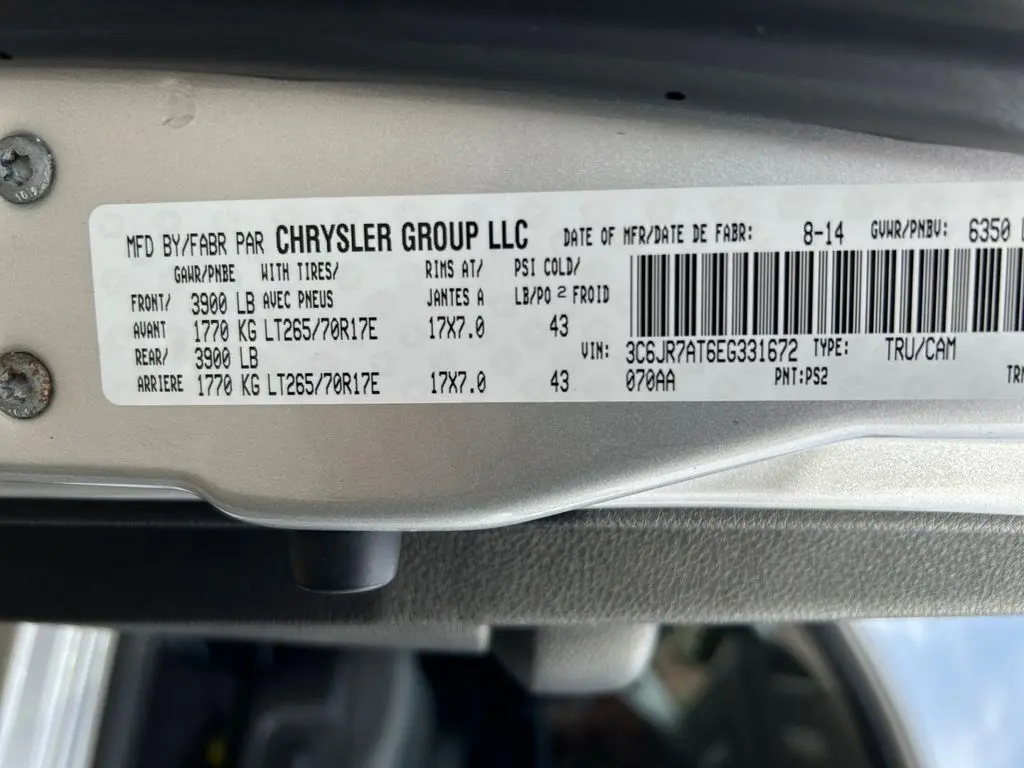 MFD BY/FABR PAR CHRYSLER GROUP LLC DATE OF MFR/DATE DE FABR: 8-14 GVWR/PNBV: 6350
GAWR/PNBE WITH TIRES/ RIMS AT/ PSI COLD/
FRONT/ 3900 LB AVEC PNEUS JANTES A LB/PO 2 FROID
AVANT 1770 KG LT265/70R17E 17X7.0 43
REAR/ 3900 LB VIN: 3C6JR7AT6EG331672 TYPE: TRU/CAM
ARRIERE 1770 KG LT265/70R17E 17X7.0 43 070AA PNT:PS2
10.9